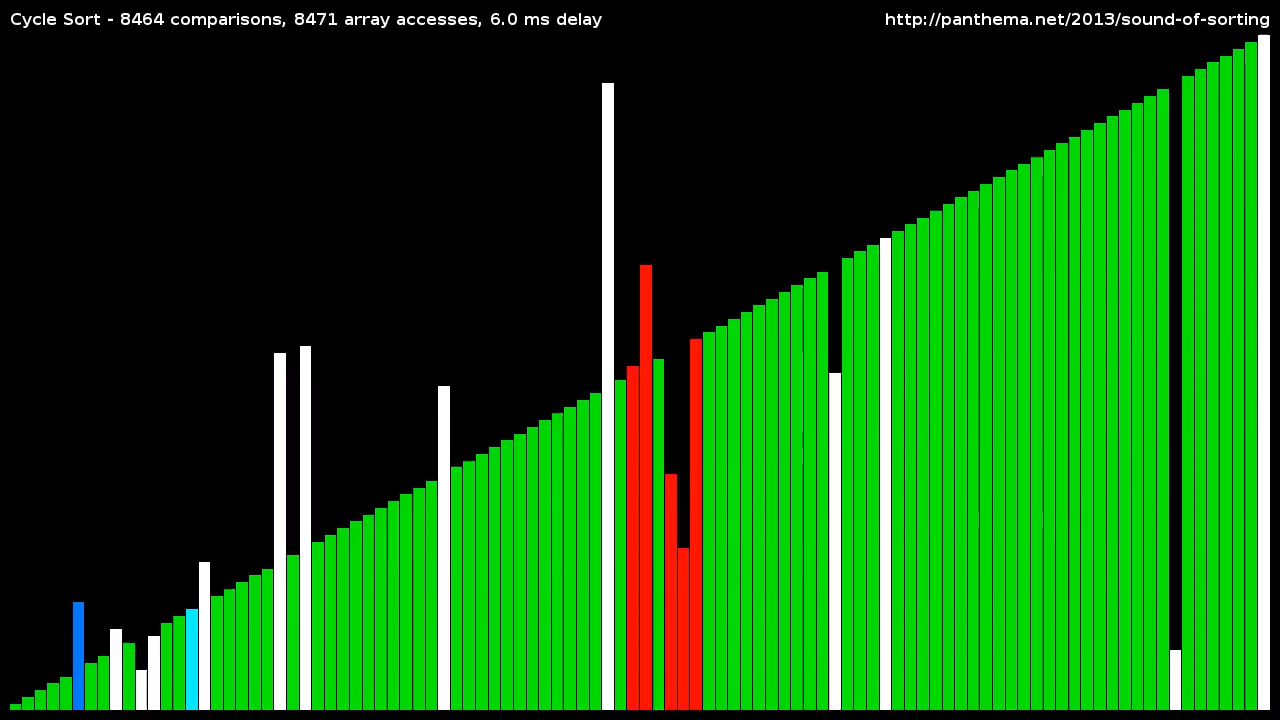 Cycle Sort - 8464 comparisons, 8471 array accesses, 6.0 ms delay
http://panthema.net/2013/sound-of-sorting